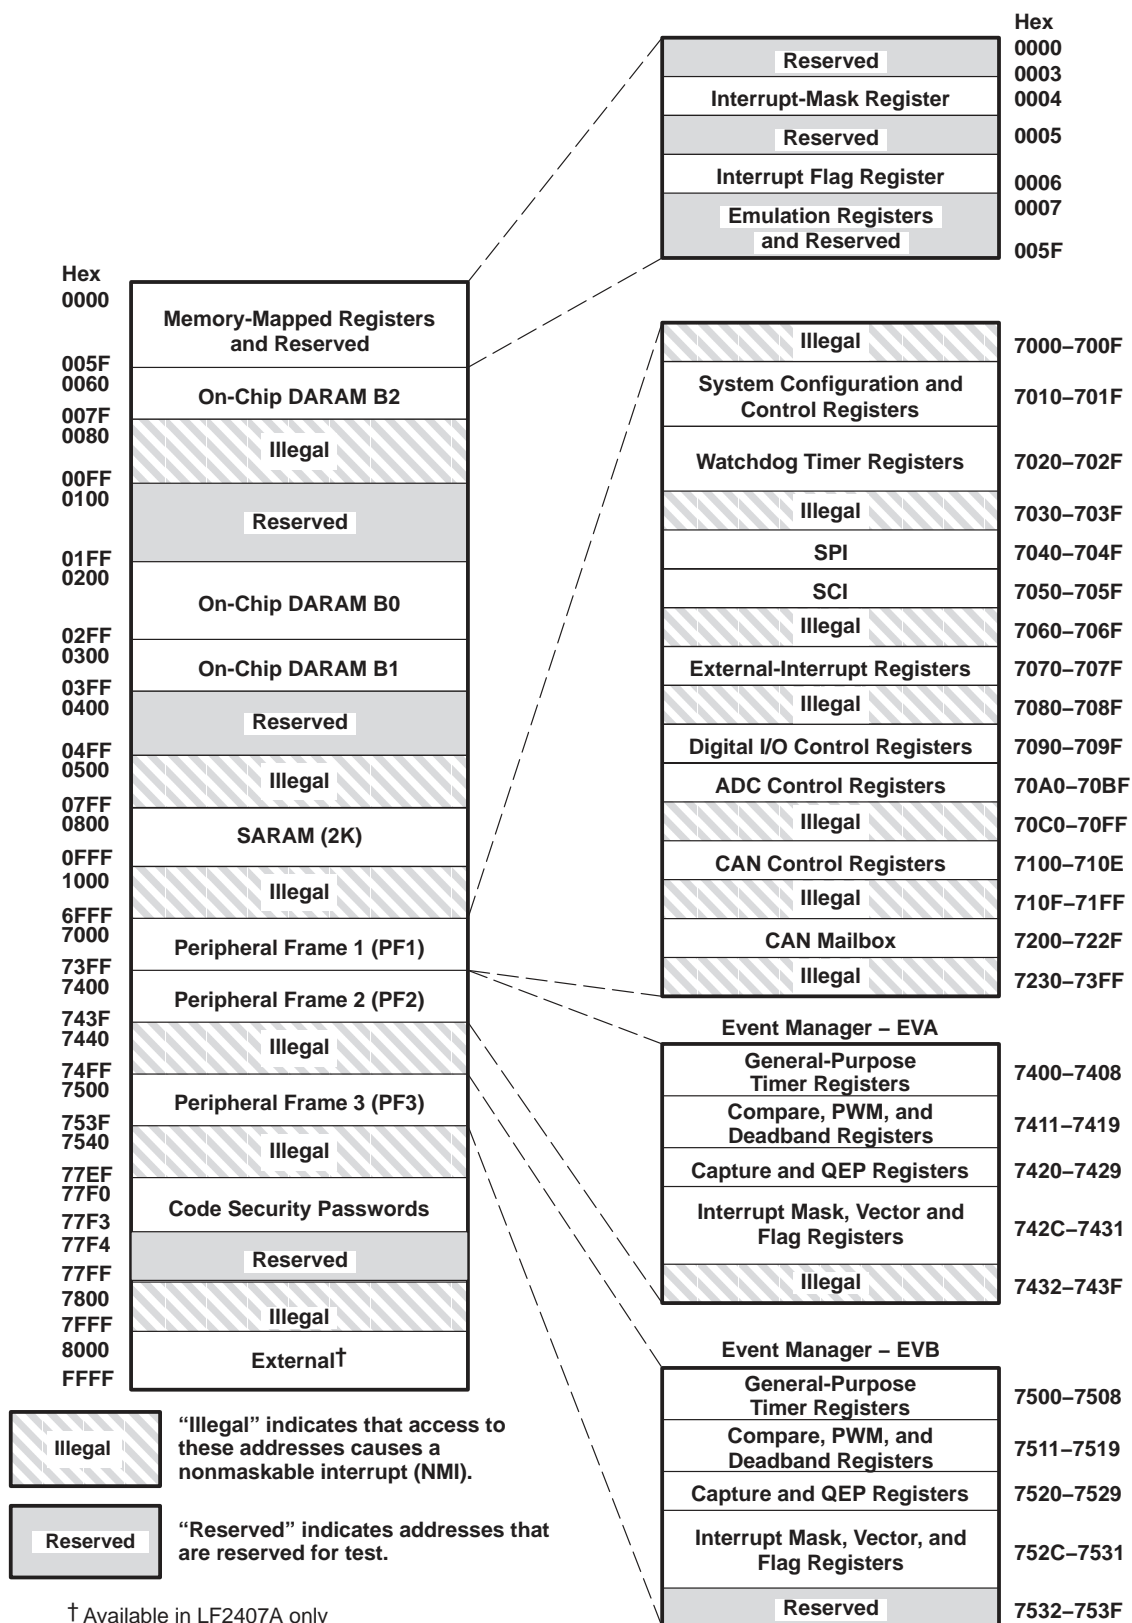 Hex
0000
Reserved
0003
Interrupt-Mask Register
0004
Reserved
0005
Interrupt Flag Register
0006
0007
Emulation Registers
and Reserved
005F
Hex
0000
Memory-Mapped Registers
and Reserved
005F
0060
On-Chip DARAM B2
007F
0080
Illegal
00FF
0100
Reserved
01FF
0200
On-Chip DARAM B0
02FF
0300
On-Chip DARAM B1
03FF
0400
Reserved
04FF
0500
Illegal
07FF
0800
SARAM (2K)
0FFF
1000
Illegal
6FFF
7000
Peripheral Frame 1 (PF1)
73FF
7400
Peripheral Frame 2 (PF2)
743F
7440
Illegal
74FF
7500
Peripheral Frame 3 (PF3)
753F
7540
Illegal
77EF
77F0
Code Security Passwords
77F3
77F4
Reserved
77FF
7800
Illegal
7FFF
8000
External†
FFFF
Illegal
7000–700F
System Configuration and
Control Registers
7010–701F
Watchdog Timer Registers
7020–702F
Illegal
7030–703F
SPI
7040–704F
SCI
7050–705F
Illegal
7060–706F
External-Interrupt Registers
7070–707F
Illegal
7080–708F
Digital I/O Control Registers
7090–709F
ADC Control Registers
70A0–70BF
Illegal
70C0–70FF
CAN Control Registers
7100–710E
Illegal
710F–71FF
CAN Mailbox
7200–722F
Illegal
7230–73FF
Event Manager – EVA
General-Purpose
Timer Registers
7400–7408
Compare, PWM, and
Deadband Registers
7411–7419
Capture and QEP Registers
7420–7429
Interrupt Mask, Vector and
Flag Registers
742C–7431
Illegal
7432–743F
Event Manager – EVB
General-Purpose
Timer Registers
7500–7508
Compare, PWM, and
Deadband Registers
7511–7519
Capture and QEP Registers
7520–7529
Interrupt Mask, Vector, and
Flag Registers
752C–7531
Reserved
7532–753F
Illegal
“Illegal” indicates that access to
these addresses causes a
nonmaskable interrupt (NMI).
Reserved
“Reserved” indicates addresses that
are reserved for test.
† Available in LF2407A only